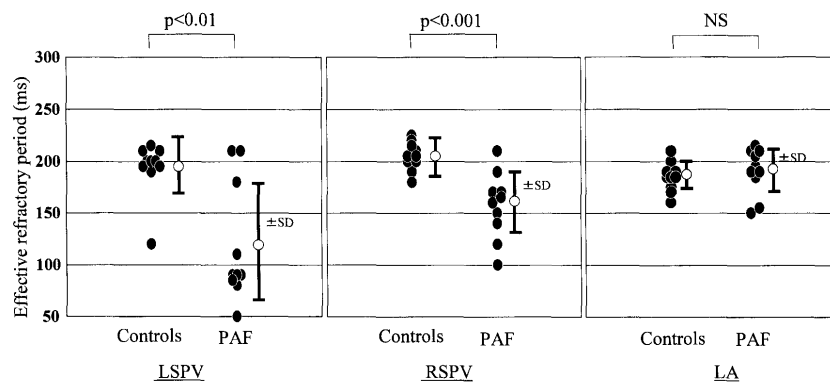 p<0.01
p<0.001
NS
Effective refractory period (ms)
300
250
200
150
100
50
±SD
±SD
±SD
Controls PAF
Controls PAF
Controls PAF
LSPV
RSPV
LA